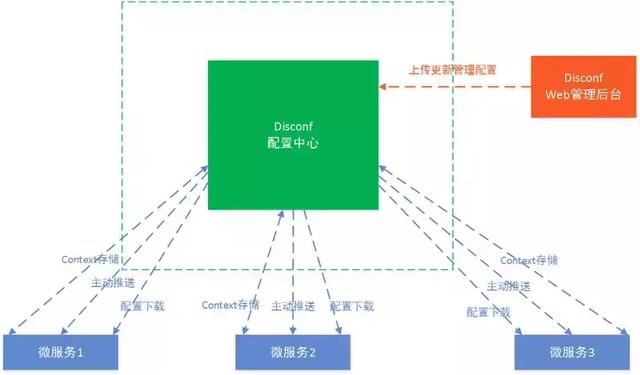 上传更新管理配置
Disconf
Web管理后台
Disconf
配置中心
Context存储
主动推送
配置下载
Context存储
主动推送
配置下载
Context存储
主动推送
配置下载
微服务1
微服务2
微服务3